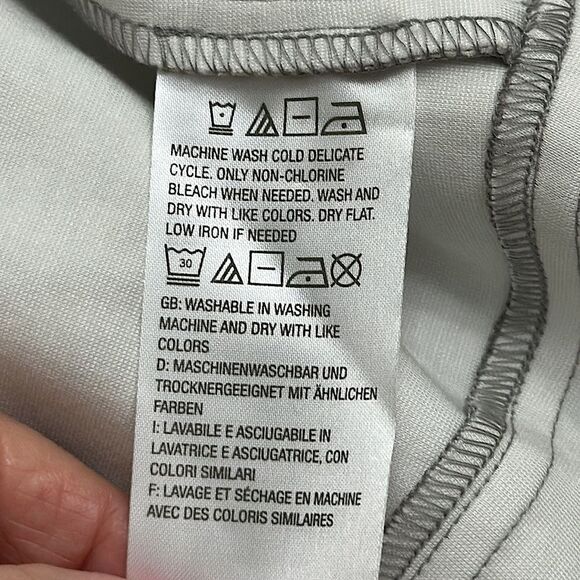 MACHINE WASH COLD DELICATE
CYCLE. ONLY NON-CHLORINE
BLEACH WHEN NEEDED. WASH AND
DRY WITH LIKE COLORS. DRY FLAT.
LOW IRON IF NEEDED
30
GB: WASHABLE IN WASHING
MACHINE AND DRY WITH LIKE
COLORS
D: MASCHINENWASCHBAR UND
TROCKNERGEEIGNET MIT ÄHNLICHEN
FARBEN
I: LAVABILE E ASCIUGABILE IN
LAVATRICE E ASCIUGATRICE, CON
COLORI SIMILARI
F: LAVAGE ET SÉCHAGE EN MACHINE
AVEC DES COLORIS SIMILAIRES